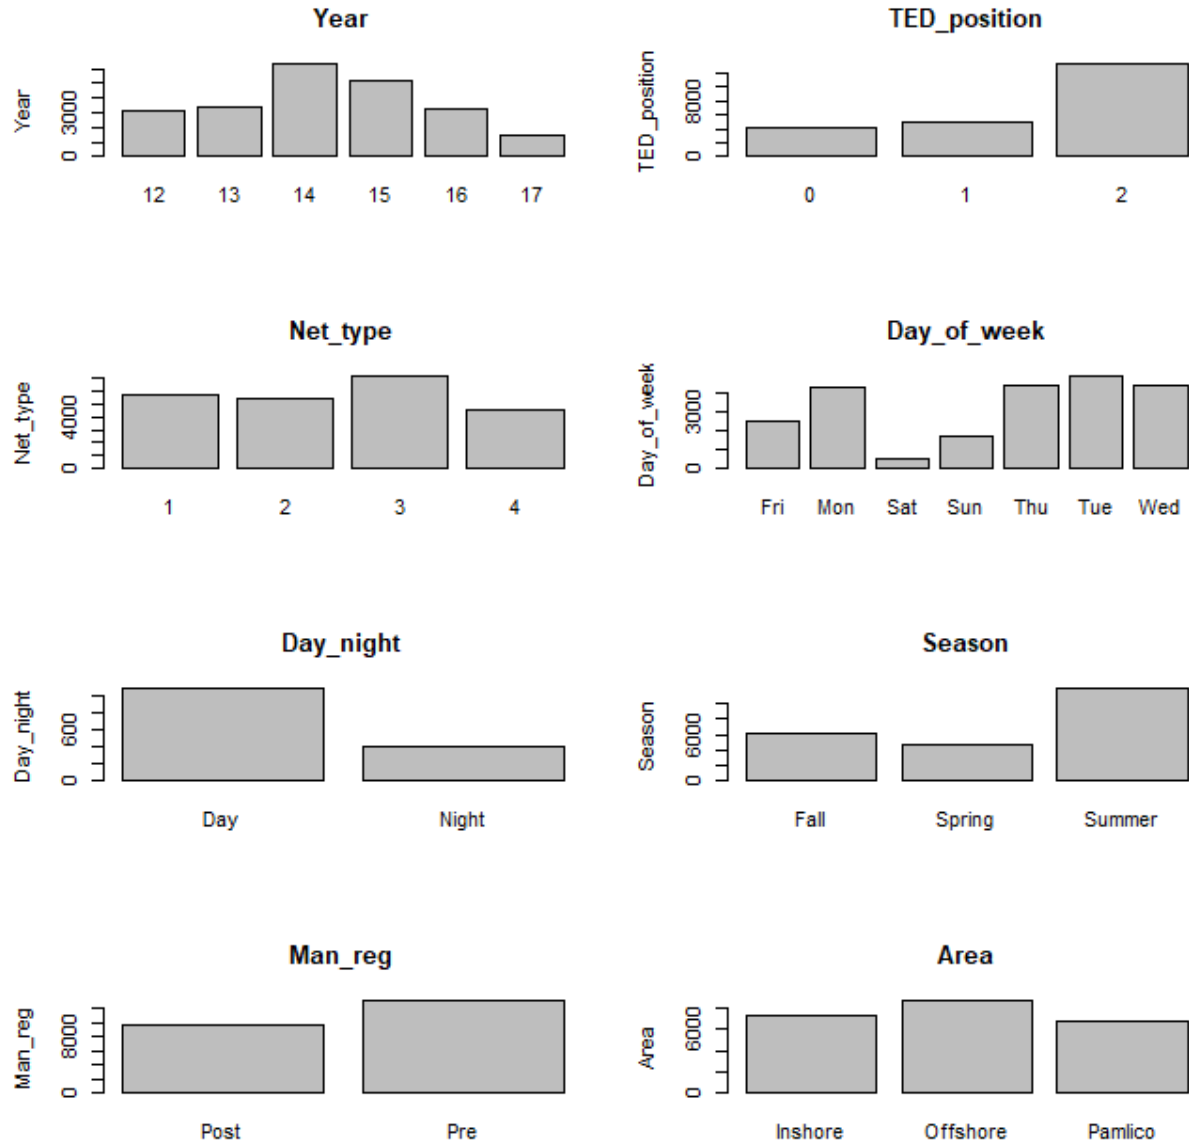 Year
Year
3000
0
12 13 14 15 16 17
TED_position
TED_position
8000
0
0 1 2
Net_type
Net_type
4000
0
1 2 3 4
Day_of_week
Day_of_week
3000
0
Fri Mon Sat Sun Thu Tue Wed
Day_night
Day_night
600
0
Day Night
Season
Season
6000
0
Fall Spring Summer
Man_reg
Man_reg
8000
0
Post Pre
Area
Area
6000
0
Inshore Offshore Pamlico